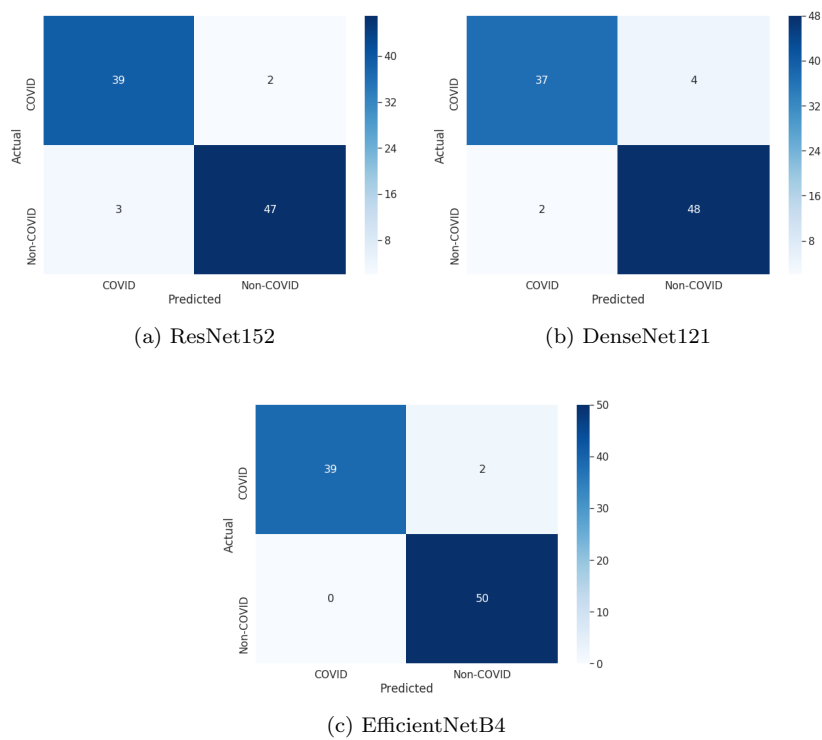 COVID
39
2
Actual
Non-COVID
3
47
COVID
Non-COVID
Predicted
40
32
24
16
8
(a) ResNet152
COVID
37
4
Actual
Non-COVID
2
48
COVID
Non-COVID
Predicted
48
40
32
24
16
8
(b) DenseNet121
COVID
39
2
Actual
Non-COVID
0
50
COVID
Non-COVID
Predicted
50
40
30
20
10
0
(c) EfficientNetB4